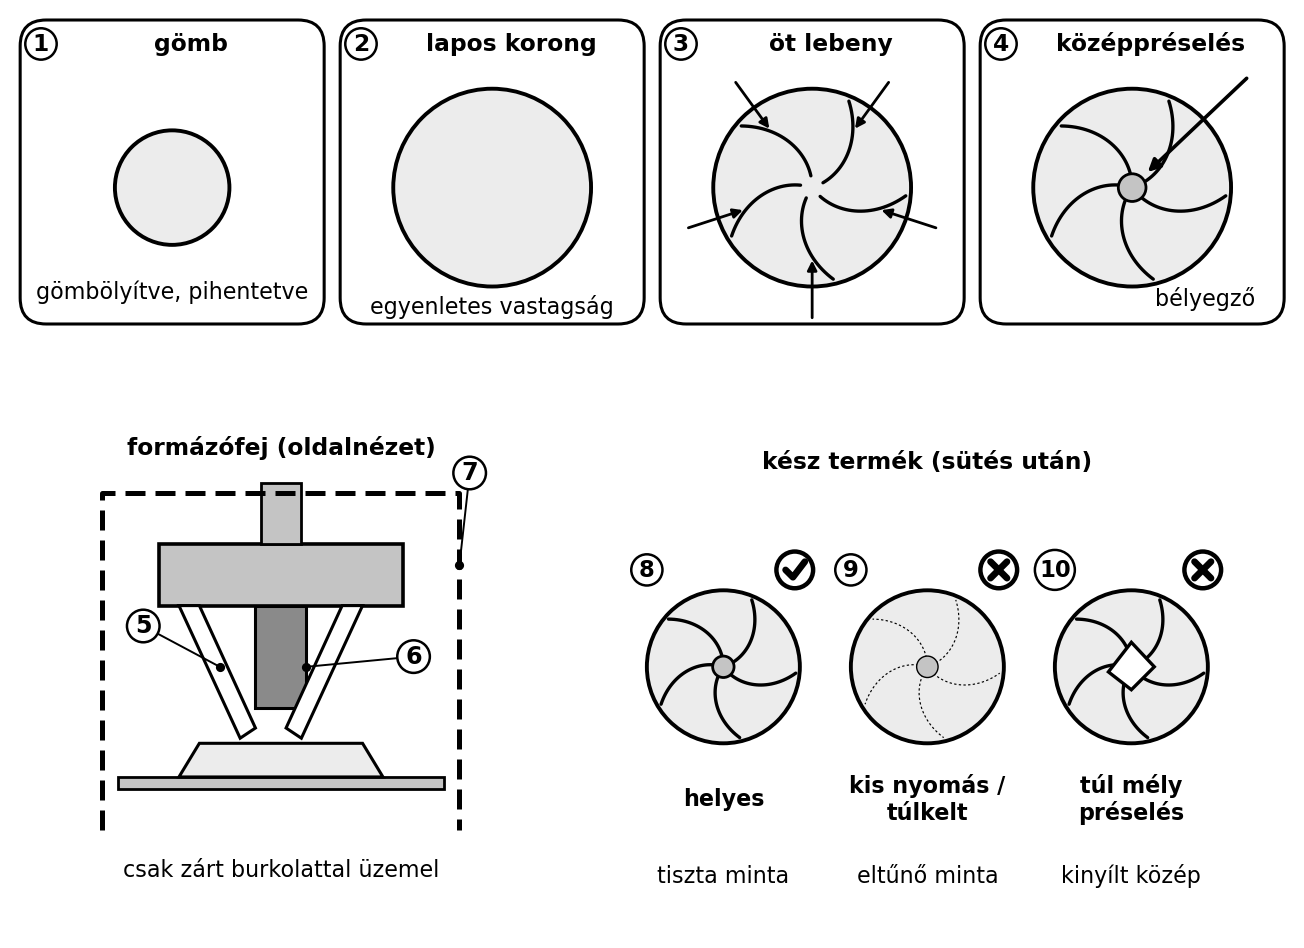 1 gömb
gömbölyítve, pihentetve
2 lapos korong
egyenletes vastagság
3 öt lebeny
4 középpréselés
bélyegző
formázófej (oldalnézet)
7
5
6
csak zárt burkolattal üzemel
kész termék (sütés után)
8
9
10
helyes
tiszta minta
kis nyomás /
túlkelt
eltűnő minta
túl mély
préselés
kinyílt közép